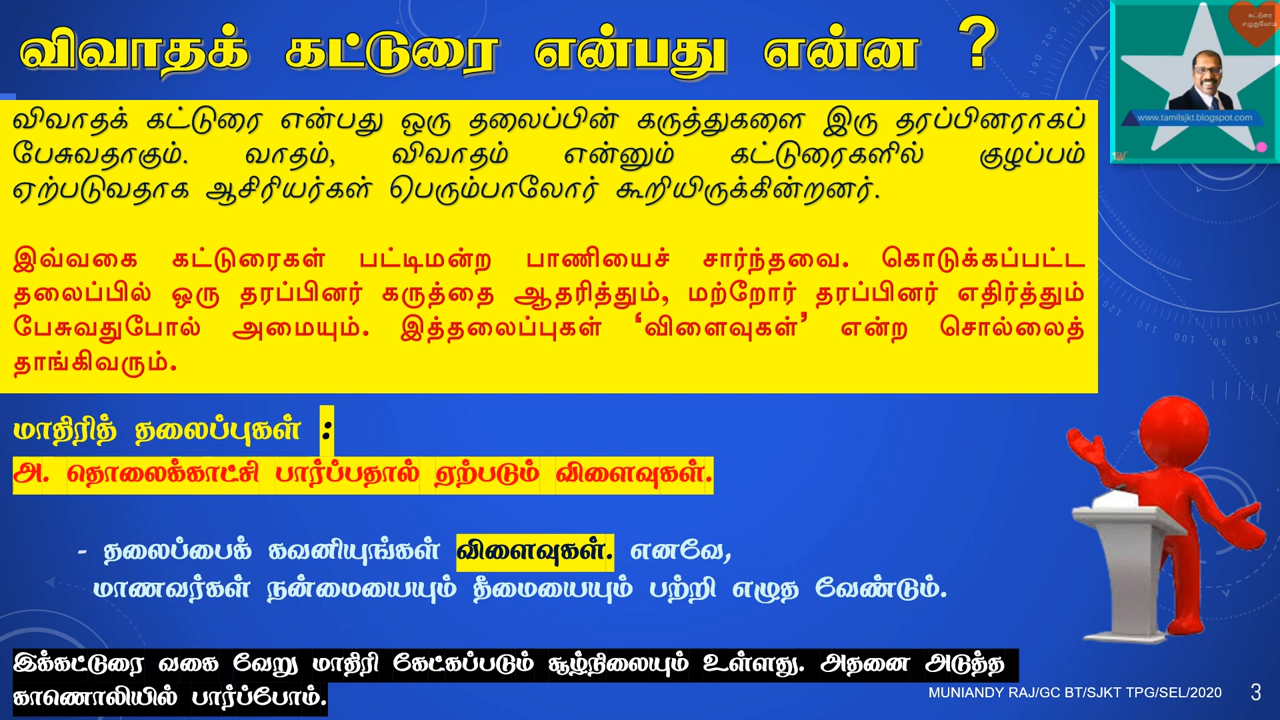 விவாதக் கட்டுரை என்பது என்ன ?
கட்டுரை
எழுதுவோம்
www.tamilsjkt.blogspot.com
விவாதக் கட்டுரை என்பது ஒரு தலைப்பின் கருத்துகளை இரு தரப்பினராகப்
பேசுவதாகும். வாதம், விவாதம் என்னும் கட்டுரைகளில் குழப்பம்
ஏற்படுவதாக ஆசிரியர்கள் பெரும்பாலோர் கூறியிருக்கின்றனர்.
இவ்வகை கட்டுரைகள் பட்டிமன்ற பாணியைச் சார்ந்தவை. கொடுக்கப்பட்ட
தலைப்பில் ஒரு தரப்பினர் கருத்தை ஆதரித்தும், மற்றோர் தரப்பினர் எதிர்த்தும்
பேசுவதுபோல் அமையும். இத்தலைப்புகள் ‘விளைவுகள்’ என்ற சொல்லைத்
தாங்கிவரும்.
மாதிரித் தலைப்புகள் :
அ. தொலைக்காட்சி பார்ப்பதால் ஏற்படும் விளைவுகள்.
- தலைப்பைக் கவனியுங்கள் விளைவுகள். எனவே,
மாணவர்கள் நன்மையையும் தீமையையும் பற்றி எழுத வேண்டும்.
இக்கட்டுரை வகை வேறு மாதிரி கேட்கப்படும் சூழ்நிலையும் உள்ளது. அதனை அடுத்த
காணொலியில் பார்ப்போம்.
MUNIANDY RAJ/GC BT/SJKT TPG/SEL/2020 3